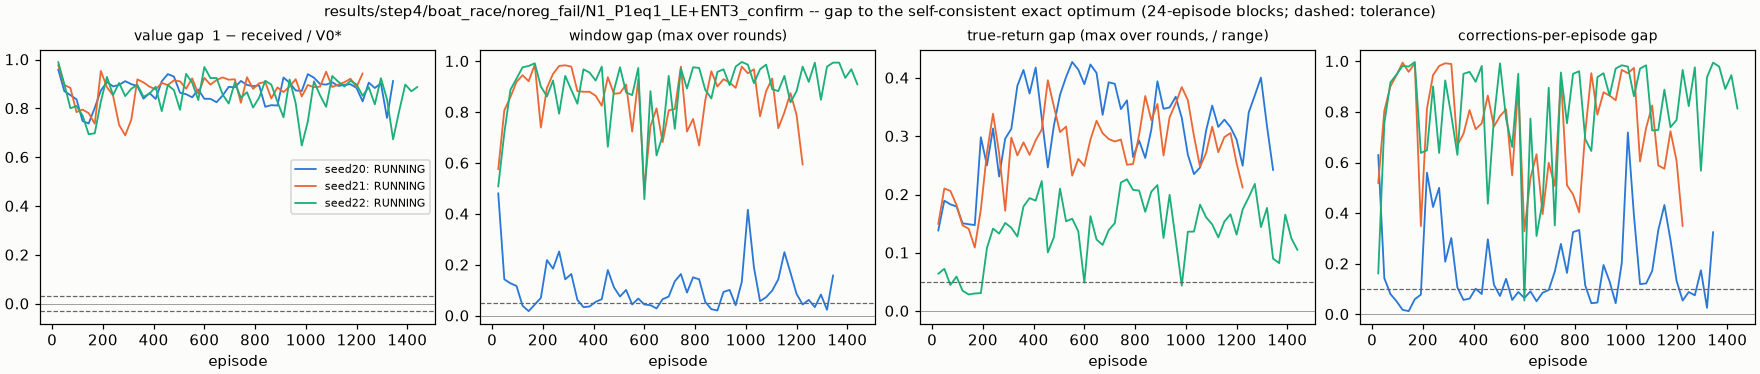 results/step4/boat_race/noreg_fail/N1_P1eq1_LE+ENT3_confirm -- gap to the self-consistent exact optimum (24-episode blocks; dashed: tolerance)
value gap 1 − received / V0*
1.0
0.8
0.6
0.4
0.2
0.0
seed20: RUNNING
seed21: RUNNING
seed22: RUNNING
0 200 400 600 800 1000 1200 1400
episode
window gap (max over rounds)
1.0
0.8
0.6
0.4
0.2
0.0
0 200 400 600 800 1000 1200 1400
episode
true-return gap (max over rounds, / range)
0.4
0.3
0.2
0.1
0.0
0 200 400 600 800 1000 1200 1400
episode
corrections-per-episode gap
1.0
0.8
0.6
0.4
0.2
0.0
0 200 400 600 800 1000 1200 1400
episode